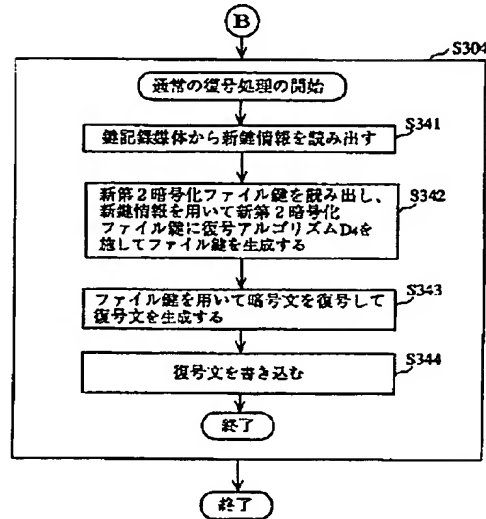 B
S304
通常の復号処理の開始
S341
鍵記録媒体から新鍵情報を読み出す
S342
新第2暗号化ファイル鍵を読み出し、
新鍵情報を用いて新第2暗号化
ファイル鍵に復号アルゴリズムD4を
施してファイル鍵を生成する
S343
ファイル鍵を用いて暗号文を復号して
復号文を生成する
S344
復号文を書き込む
終了
終了